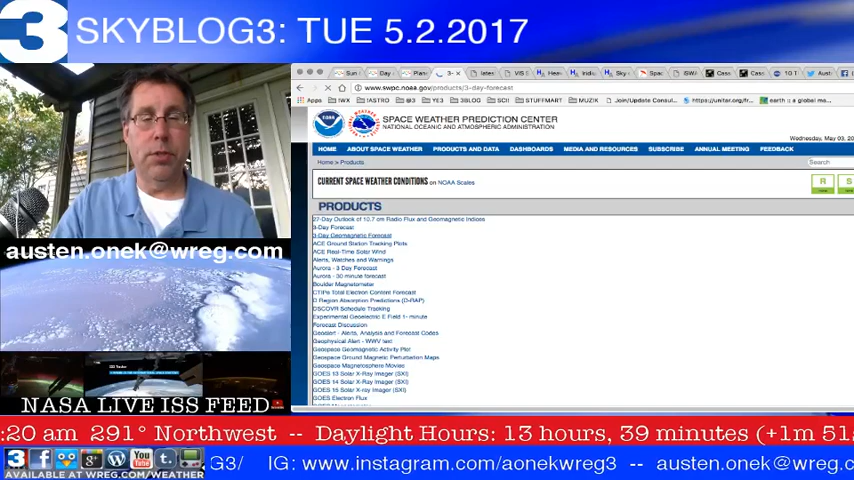 3
SKYBLOG3: TUE 5.2.2017
www.swpc.noaa.gov/products/3-day-forecast
Apps
SPACE WEATHER PREDICTION CENTER
NATIONAL OCEANIC AND ATMOSPHERIC ADMINISTRATION
Wednesday, May 03, 20
HOME ABOUT SPACE WEATHER PRODUCTS AND DATA DASHBOARDS MEDIA AND RESOURCES SUBSCRIBE ANNUAL MEETING FEEDBACK
Home > Products
Search
CURRENT SPACE WEATHER CONDITIONS on NOAA Scales
R
S
PRODUCTS
27-Day Outlook of 10.7 cm Radio Flux and Geomagnetic Indices
3-Day Forecast
3-Day Geomagnetic Forecast
ACE Ground Station Tracking Plots
ACE Real-Time Solar Wind
Alerts, Watches and Warnings
Aurora - 3 Day Forecast
Aurora - 30 minute forecast
Boulder Magnetometer
CTIPe Total Electron Content Forecast
D Region Absorption Predictions (D-RAP)
DSCOVR Schedule Tracking
Experimental Geoelectric E Field 1- minute
Forecast Discussion
Geoalert - Alerts, Analysis and Forecast Codes
Geophysical Alert - WWV text
Geospace Geomagnetic Activity Plot
Geospace Ground Magnetic Perturbation Maps
Geospace Magnetosphere Movies
GOES 13 Solar X-Ray Imager (SXI)
GOES 14 Solar X-Ray Imager (SXI)
GOES 15 Solar X-ray Imager (SXI)
GOES Electron Flux
austen.onek@wreg.com
NASA LIVE ISS FEED
:20 am 291° Northwest -- Daylight Hours: 13 hours, 39 minutes (+1m 51s
AVAILABLE AT WREG.COM/WEATHER
G3/ IG: www.instagram.com/aonekwreg3 -- austen.onek@wreg.c